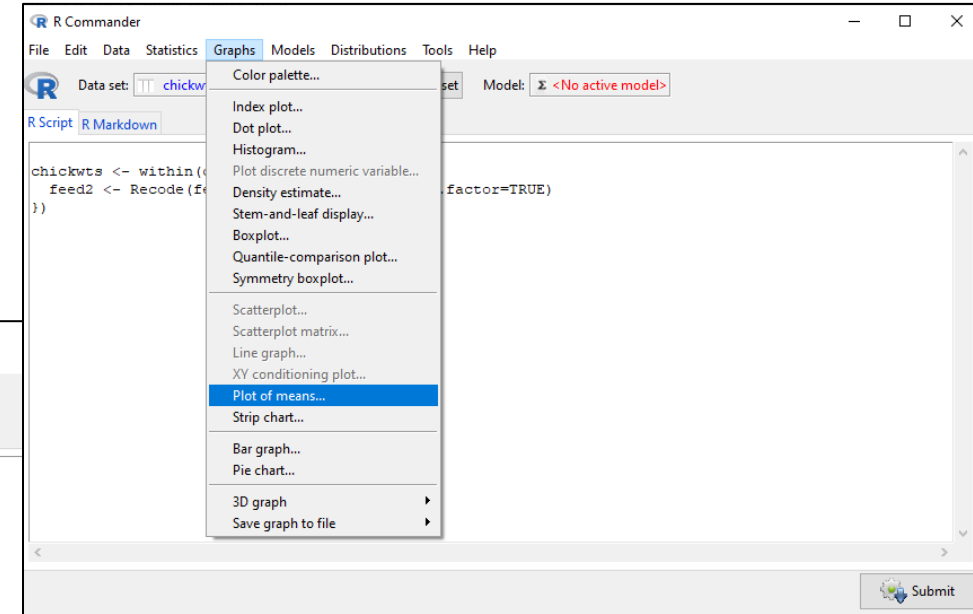 R Commander
File Edit Data Statistics Graphs Models Distributions Tools Help
Data set: chickw set Model: Σ <No active model>
R Script R Markdown
Color palette...
Index plot...
Dot plot...
Histogram...
Plot discrete numeric variable...
Density estimate...
Stem-and-leaf display...
Boxplot...
Quantile-comparison plot...
Symmetry boxplot...
Scatterplot...
Scatterplot matrix...
Line graph...
XY conditioning plot...
Plot of means...
Strip chart...
Bar graph...
Pie chart...
3D graph
Save graph to file
chickwts <- within(
feed2 <- Recode(fe .factor=TRUE)
})
Submit